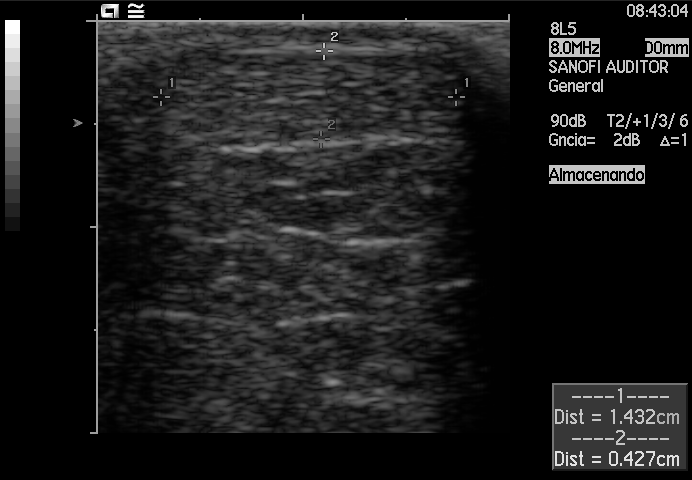 08:43:04
8L5
8.0MHz 00mm
SANOFI AUDITOR
General
90dB T2/+1/3/ 6
Gncia= 2dB Δ=1
Almacenando
2
1 1
2
----1----
Dist = 1.432cm
----2----
Dist = 0.427cm